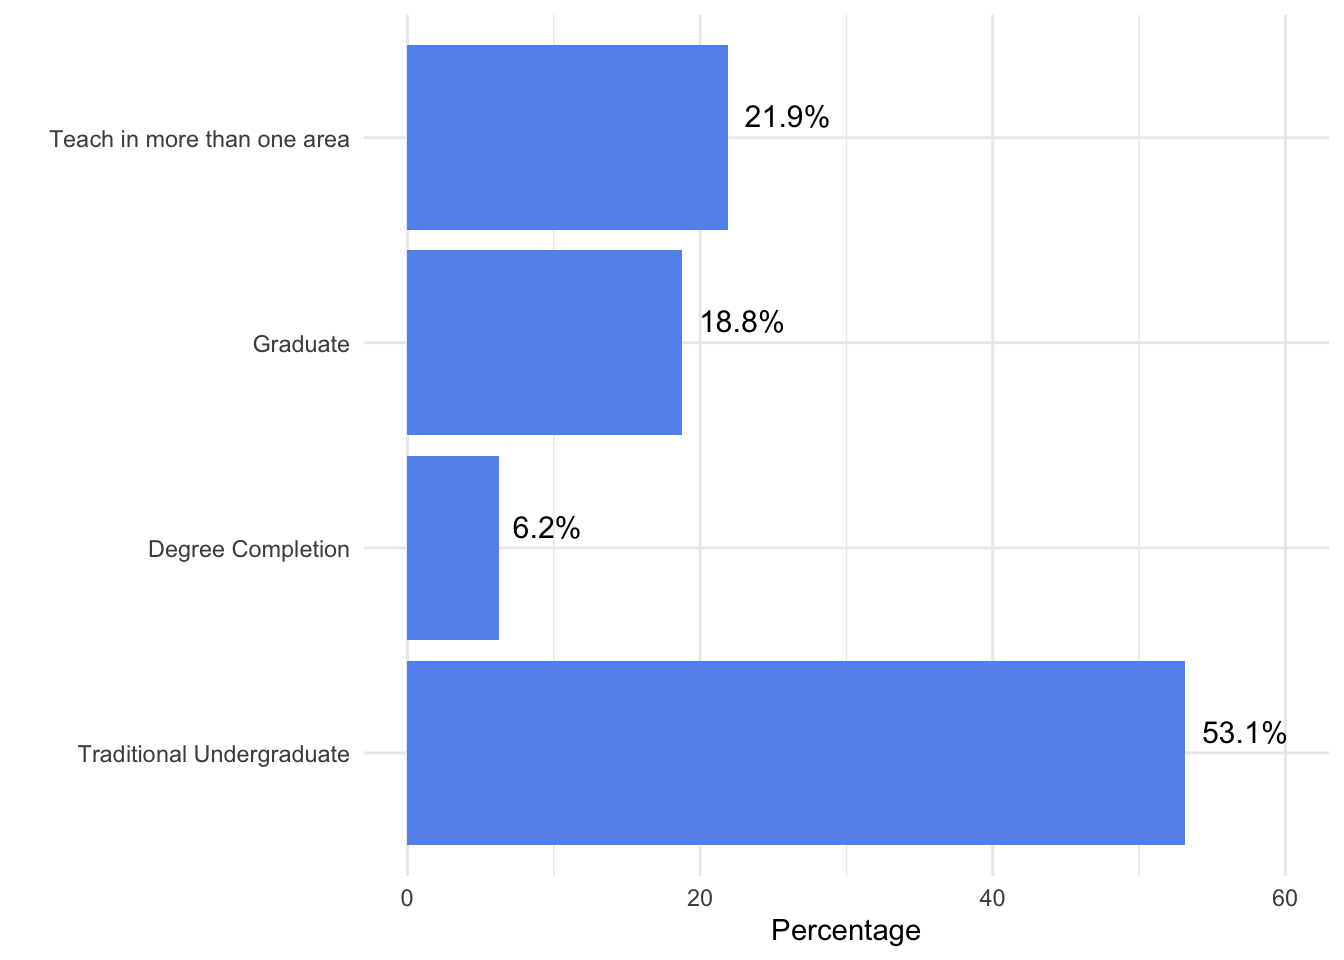 Teach in more than one area
21.9%
Graduate
18.8%
Degree Completion
6.2%
Traditional Undergraduate
53.1%
0 20 40 60
Percentage